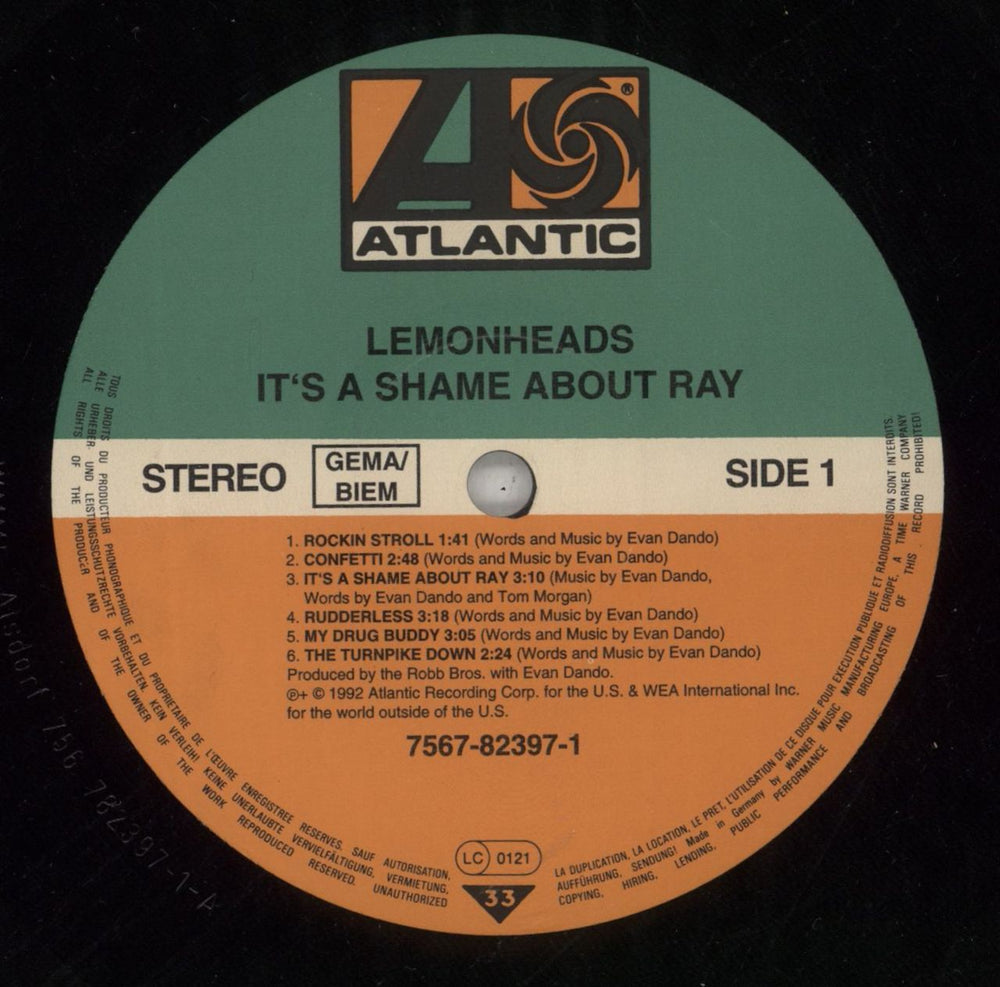 ATLANTIC
®
LEMONHEADS
IT'S A SHAME ABOUT RAY
STEREO
GEMA/
BIEM
SIDE 1
1. ROCKIN STROLL 1:41 (Words and Music by Evan Dando)
2. CONFETTI 2:48 (Words and Music by Evan Dando)
3. IT'S A SHAME ABOUT RAY 3:10 (Music by Evan Dando,
Words by Evan Dando and Tom Morgan)
4. RUDDERLESS 3:18 (Words and Music by Evan Dando)
5. MY DRUG BUDDY 3:05 (Words and Music by Evan Dando)
6. THE TURNPIKE DOWN 2:24 (Words and Music by Evan Dando)
Produced by the Robb Bros. with Evan Dando.
℗+ © 1992 Atlantic Recording Corp. for the U.S. & WEA International Inc.
for the world outside of the U.S.
7567-82397-1
LC 0121
33
TOUS DROITS DU PRODUCTEUR PHONOGRAPHIQUE ET DU PROPRIETAIRE DE L'ŒUVRE ENREGISTREE RESERVES. SAUF AUTORISATION,
LA DUPLICATION, LA LOCATION, LE PRET, L'UTILISATION DE CE DISQUE POUR EXECUTION PUBLIQUE ET RADIODIFFUSION SONT INTERDITS.
ALLE URHEBER UND LEISTUNGSSCHUTZRECHTE VORBEHALTEN. KEIN VERLEIH! KEINE UNERLAUBTE VERVIELFÄLTIGUNG, VERMIETUNG,
AUFFÜHRUNG, SENDUNG! Made in Germany by WARNER MUSIC MANUFACTURING EUROPE, A TIME WARNER COMPANY
ALL RIGHTS OF THE PRODUCER AND OF THE OWNER OF THE WORK REPRODUCED RESERVED. UNAUTHORIZED
COPYING, HIRING, LENDING, PUBLIC PERFORMANCE AND BROADCASTING OF THIS RECORD PROHIBITED!
Alsdorf 756 782397-1-A